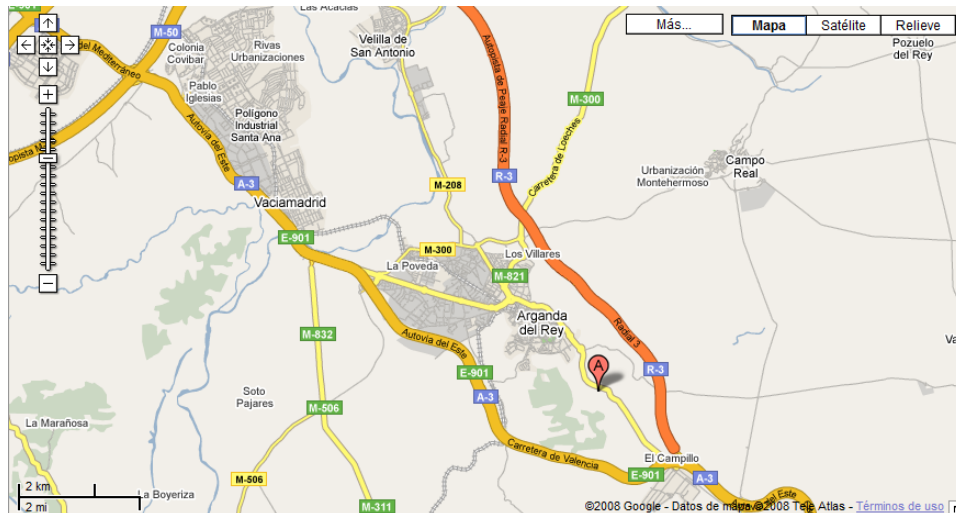 Las Acacias
Más...
Mapa
Satélite
Relieve
M-50
Colonia
Covibar
Rivas
Urbanizaciones
Velilla de
San Antonio
Pozuelo
del Rey
del Mediterráneo
Pablo
Iglesias
Autopista de Peaje Radial R-3
M-300
Polígono
Industrial
Santa Ana
Autovía del Este
Carretera de Loeches
Campo
Real
Urbanización
Montehermoso
R-3
A-3
M-208
Vaciamadrid
E-901
M-300
Los Villares
La Poveda
M-821
Arganda
del Rey
Radial 3
M-832
Autovía del Este
A
E-901
R-3
A-3
Soto
Pajares
M-506
La Marañosa
Carretera de Valencia
El Campillo
M-506
E-901
A-3
2 km
La Boyeriza
2 mi
M-311
Autovía del Este
©2008 Google - Datos de mapa ©2008 Tele Atlas - Términos de uso